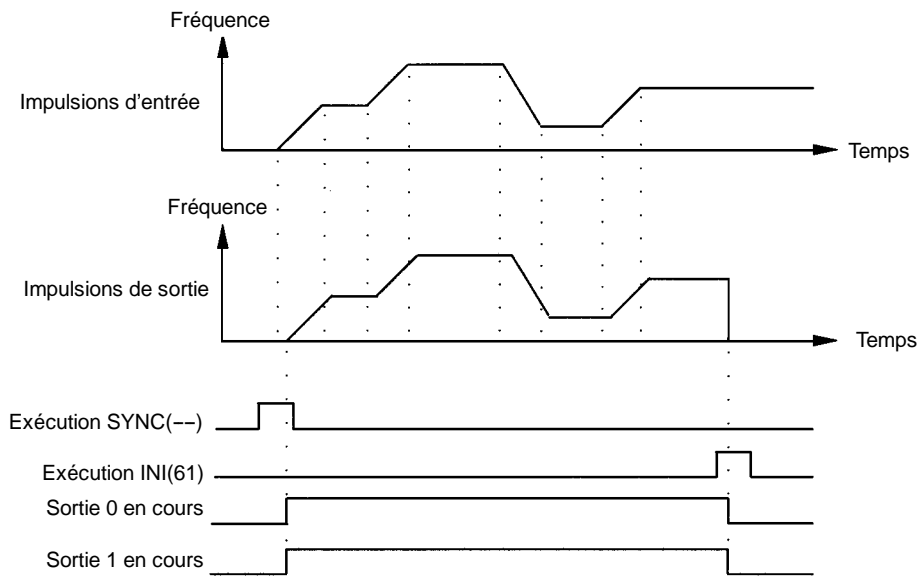 Fréquence
Impulsions d'entrée
Temps
Fréquence
Impulsions de sortie
Temps
Exécution SYNC(−−)
Exécution INI(61)
Sortie 0 en cours
Sortie 1 en cours